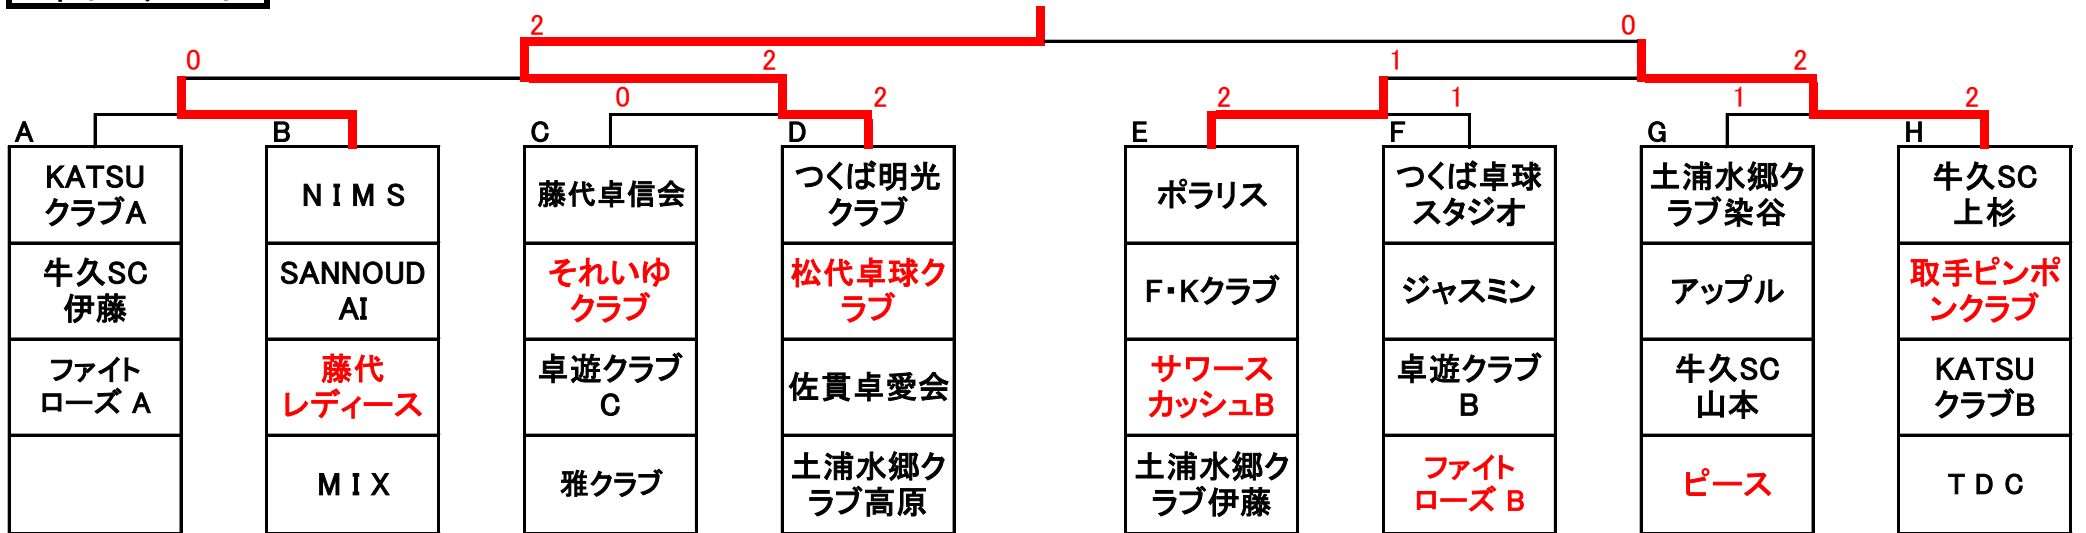 2 0
0 2 1 2
0 2 2 1 1 2
A B C D E F G H
KATSU
クラブA
NIMS
藤代卓信会
つくば明光
クラブ
ポラリス
つくば卓球
スタジオ
土浦水郷ク
ラブ染谷
牛久SC
上杉
牛久SC
伊藤
SANNOUD
AI
それいゆ
クラブ
松代卓球ク
ラブ
F・Kクラブ
ジャスミン
アップル
取手ピンポ
ンクラブ
ファイト
ローズ A
藤代
レディース
卓遊クラブ
C
佐貫卓愛会
サワース
カッシュB
卓遊クラブ
B
牛久SC
山本
KATSU
クラブB
MIX
雅クラブ
土浦水郷ク
ラブ高原
土浦水郷ク
ラブ伊藤
ファイト
ローズ B
ピース
TDC